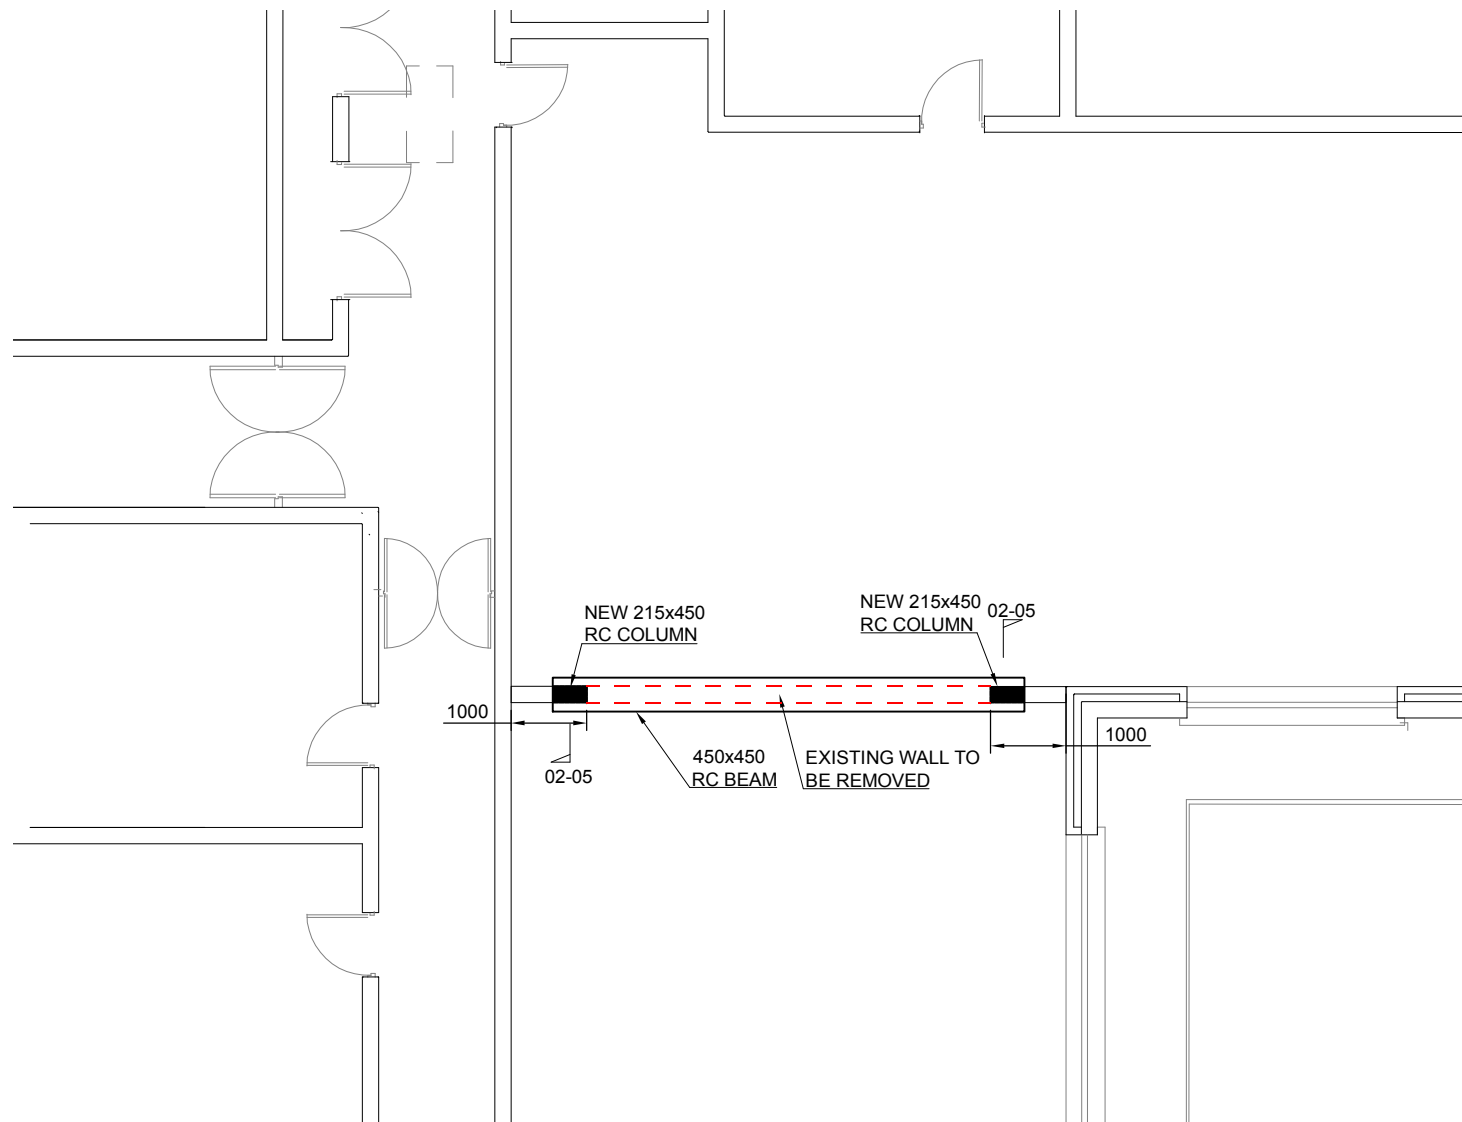 NEW 215x450
RC COLUMN
NEW 215x450
RC COLUMN
02-05
1000
02-05
450x450
RC BEAM
EXISTING WALL TO
BE REMOVED
1000